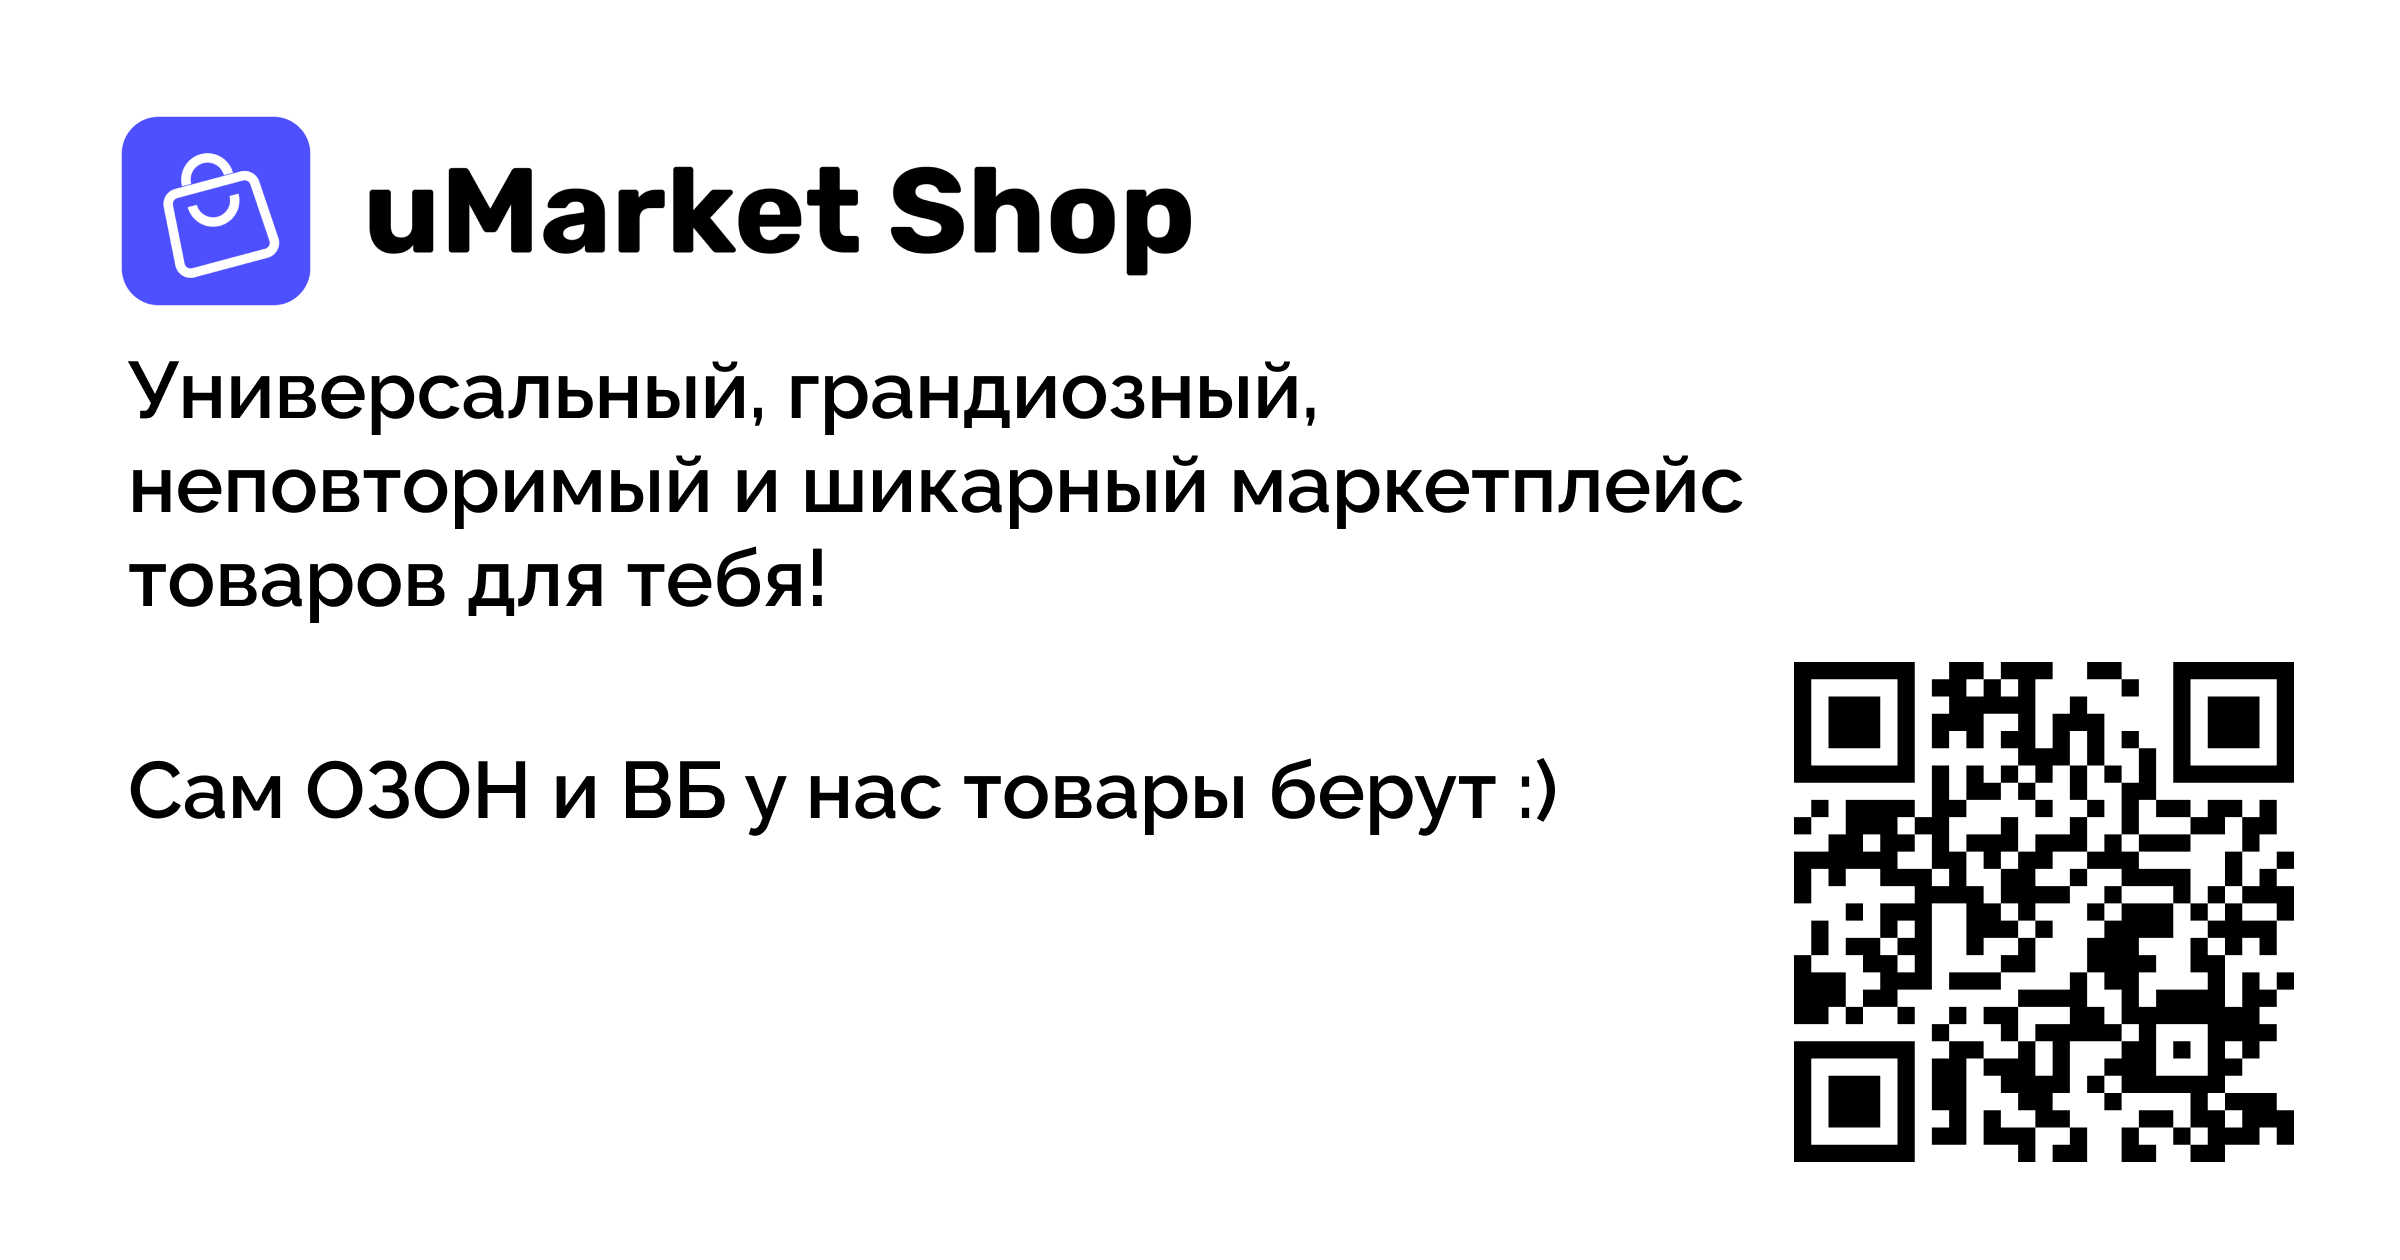 uMarket Shop
Универсальный, грандиозный,
неповторимый и шикарный маркетплейс
товаров для тебя!
Сам ОЗОН и ВБ у нас товары берут :)